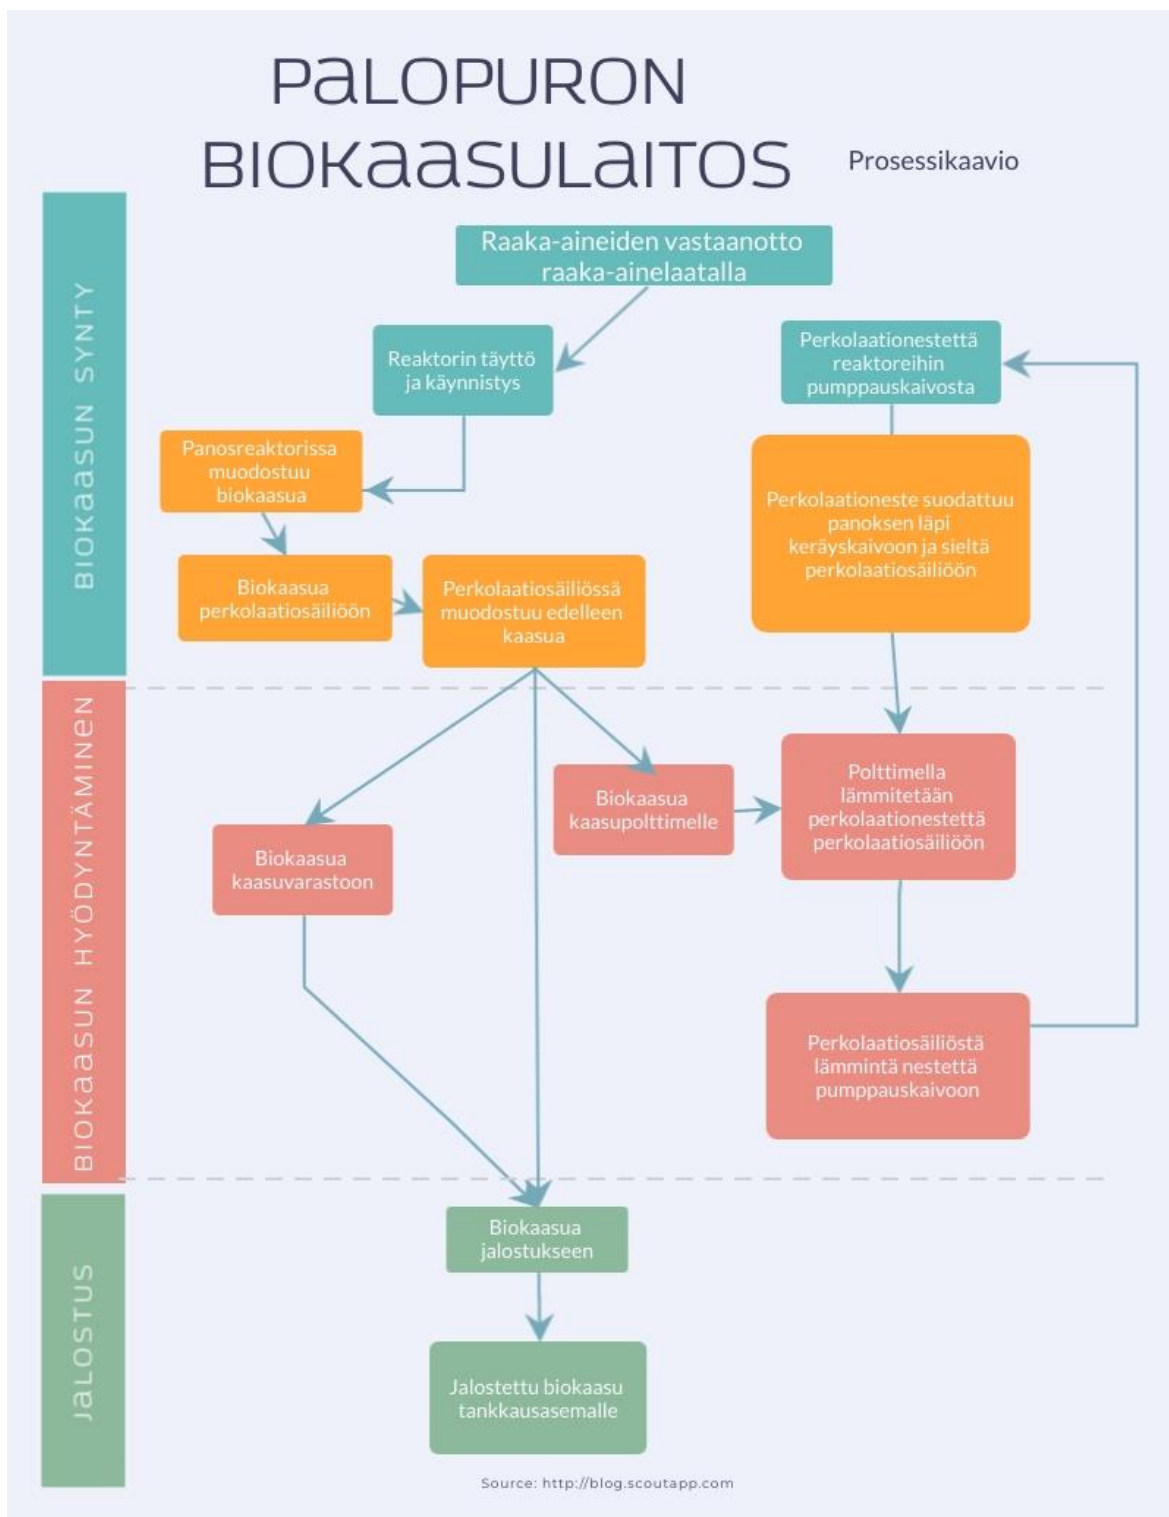 PALOPURON
BIOKAASULAITOS
Prosessikaavio
BIOKAASUN SYNTY
Raaka-aineiden vastaanotto
raaka-ainelaatalla
Reaktorin täyttö
ja käynnistys
Perkolaationestettä
reaktoreihin
pumppauskaivosta
Panosreaktorissa
muodostuu
biokaasua
Perkolaationeste suodattuu
panoksen läpi
keräyskaivoon ja sieltä
perkolaatiosäiliöön
Biokaasua
perkolaatiosäiliöön
Perkolaatiosäiliössä
muodostuu edelleen
kaasua
BIOKAASUN HYÖDYNTÄMINEN
Biokaasua
kaasupolttimelle
Polttimella
lämmitetään
perkolaationestettä
perkolaatiosäiliöön
Biokaasua
kaasuvarastoon
Perkolaatiosäiliöstä
lämmintä nestettä
pumppauskaivoon
JALOSTUS
Biokaasua
jalostukseen
Jalostettu biokaasu
tankkausasemalle
Source: http://blog.scoutapp.com